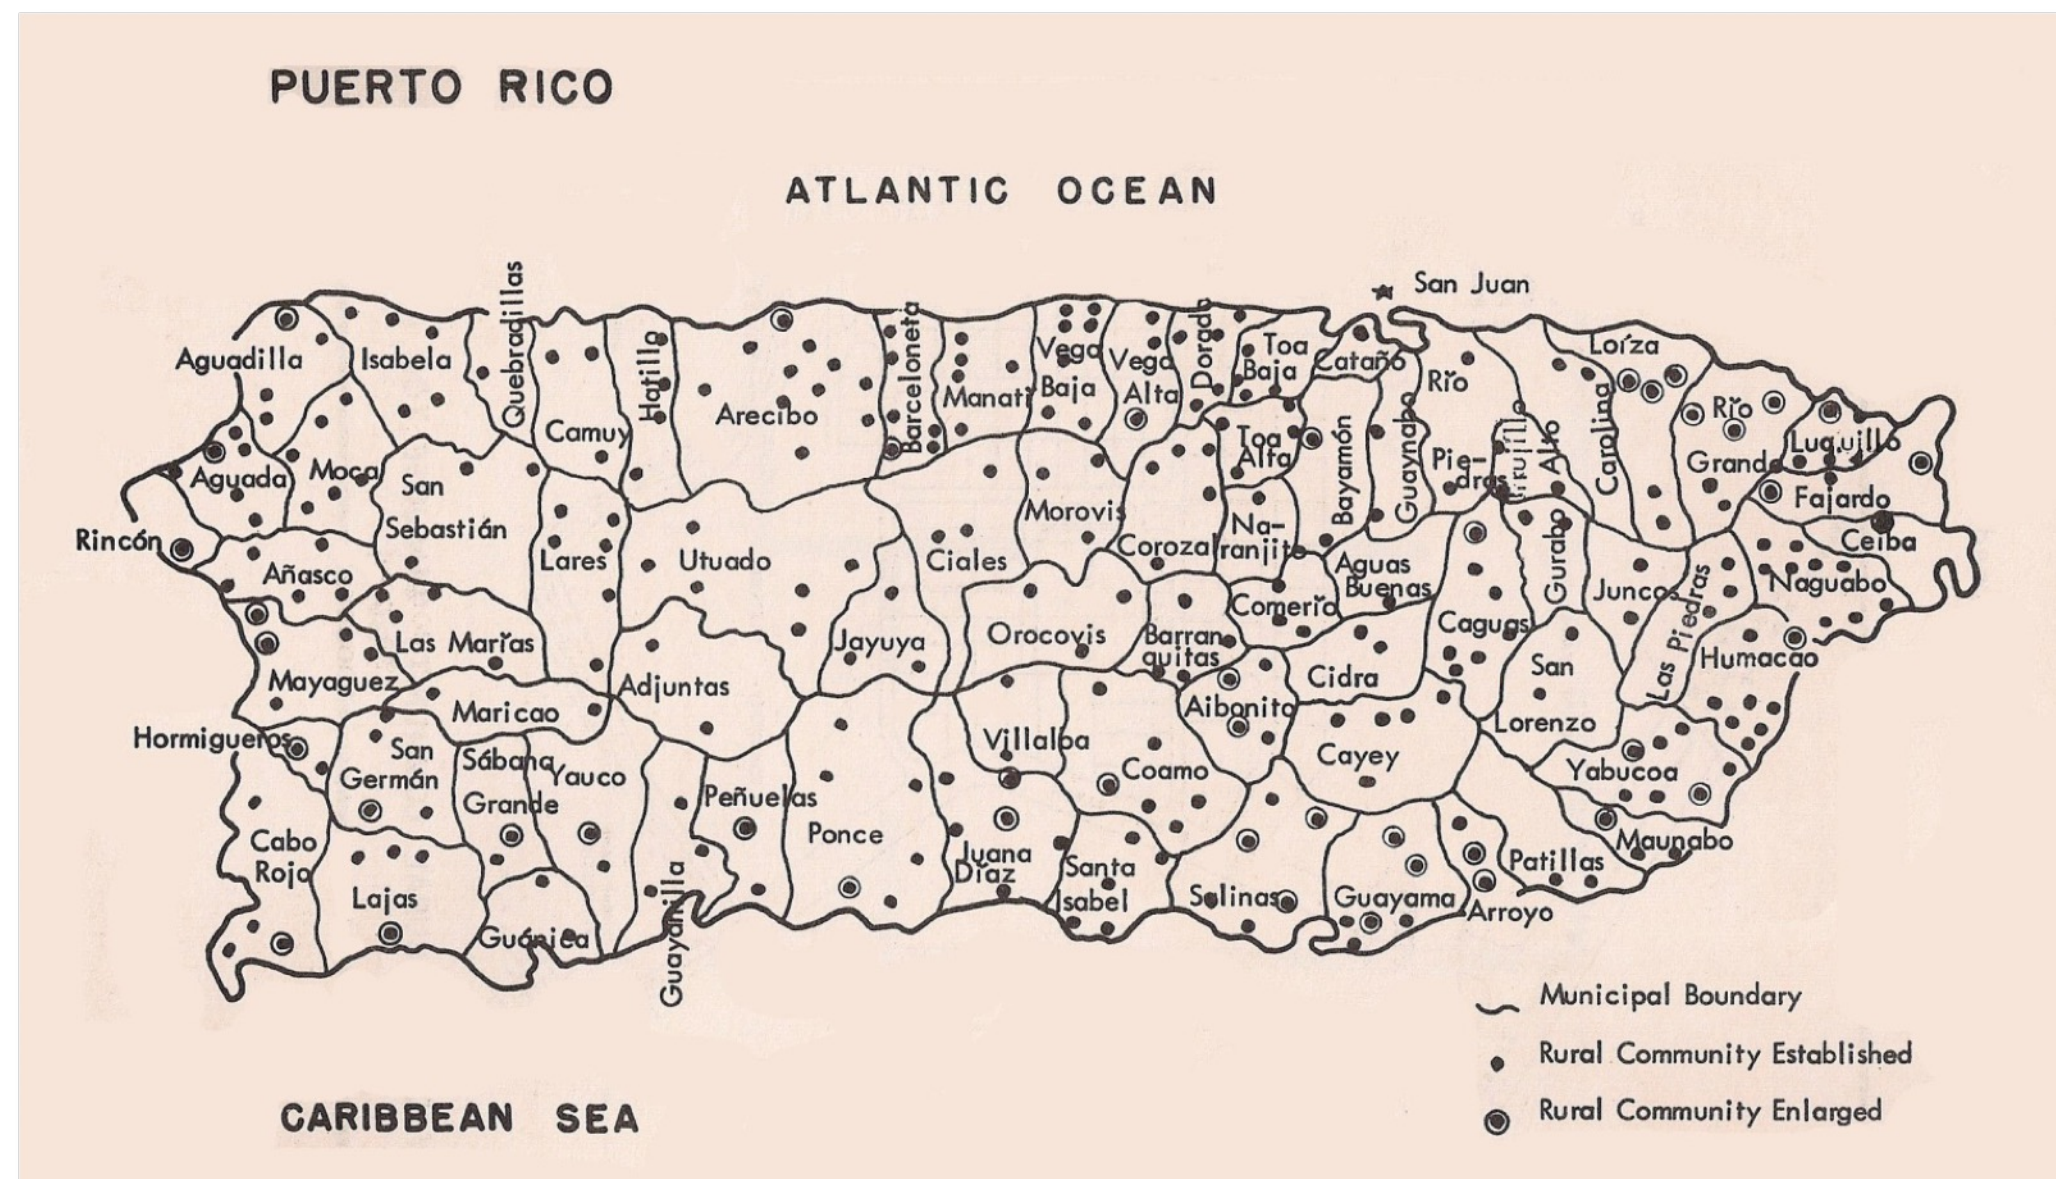 PUERTO RICO
ATLANTIC OCEAN
San Juan
Quebradillas
Hatillo
Barceloneta
Dorado
Loíza
Aguadilla
Isabela
Camuy
Arecibo
Manatí
Vega
Baja
Vega
Alta
Toa
Baja
Cataño
Río
Pie-
dras
Trujillo
Alto
Carolina
Río
Grande
Luquillo
Fajardo
Ceiba
Aguada
Moca
San
Sebastián
Lares
Utuado
Ciales
Morovis
Corozal
Toa
Alta
Na-
ranjito
Bayamón
Guaynabo
Aguas
Buenas
Gurabo
Juncos
Las Piedras
Naguabo
Humacao
Rincón
Añasco
Las Marías
Mayaguez
Maricao
Adjuntas
Jayuya
Orocovis
Barran
quitas
Comerío
Caguas
Cidra
San
Lorenzo
Aibonito
Hormigueros
San
Germán
Sábana
Grande
Yauco
Peñuelas
Ponce
Villalba
Coamo
Cayey
Yabucoa
Cabo
Rojo
Lajas
Guánica
Guayanilla
Juana
Díaz
Santa
Isabel
Salinas
Guayama
Arroyo
Patillas
Maunabo
Municipal Boundary
Rural Community Established
Rural Community Enlarged
CARIBBEAN SEA